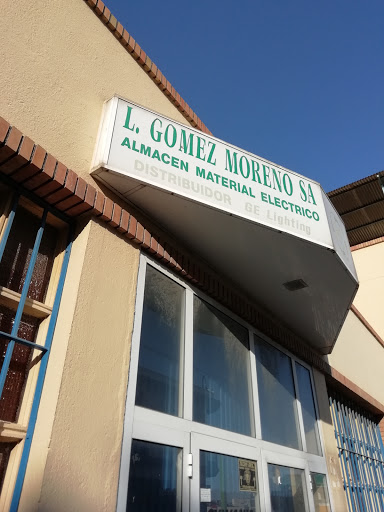 L. GOMEZ MORENO SA
ALMACEN MATERIAL ELECTRICO
DISTRIBUIDOR GE Lighting